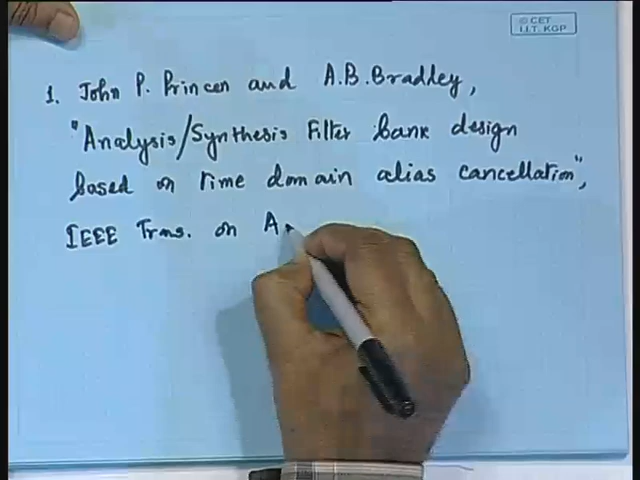 © CET
I.I.T. KGP
1. John P. Princen and A.B. Bradley,
"Analysis/Synthesis Filter bank design
based on time domain alias cancellation",
IEEE Trans. on A